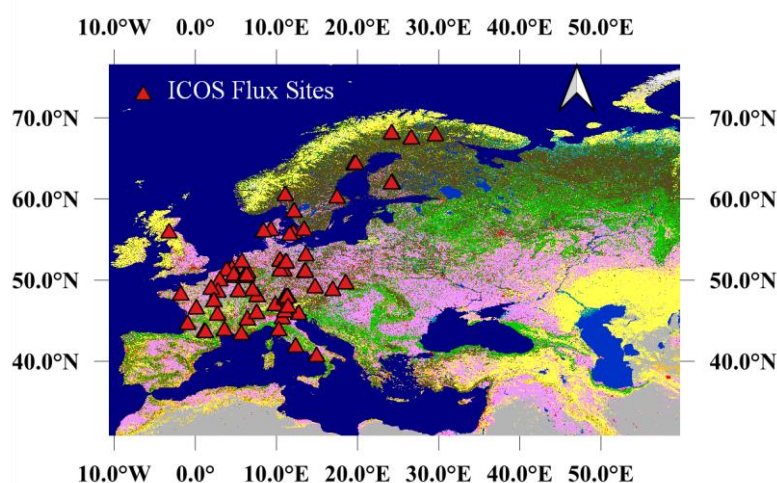 10.0°W 0.0° 10.0°E 20.0°E 30.0°E 40.0°E 50.0°E
ICOS Flux Sites
70.0°N 70.0°N
60.0°N 60.0°N
50.0°N 50.0°N
40.0°N 40.0°N
10.0°W 0.0° 10.0°E 20.0°E 30.0°E 40.0°E 50.0°E